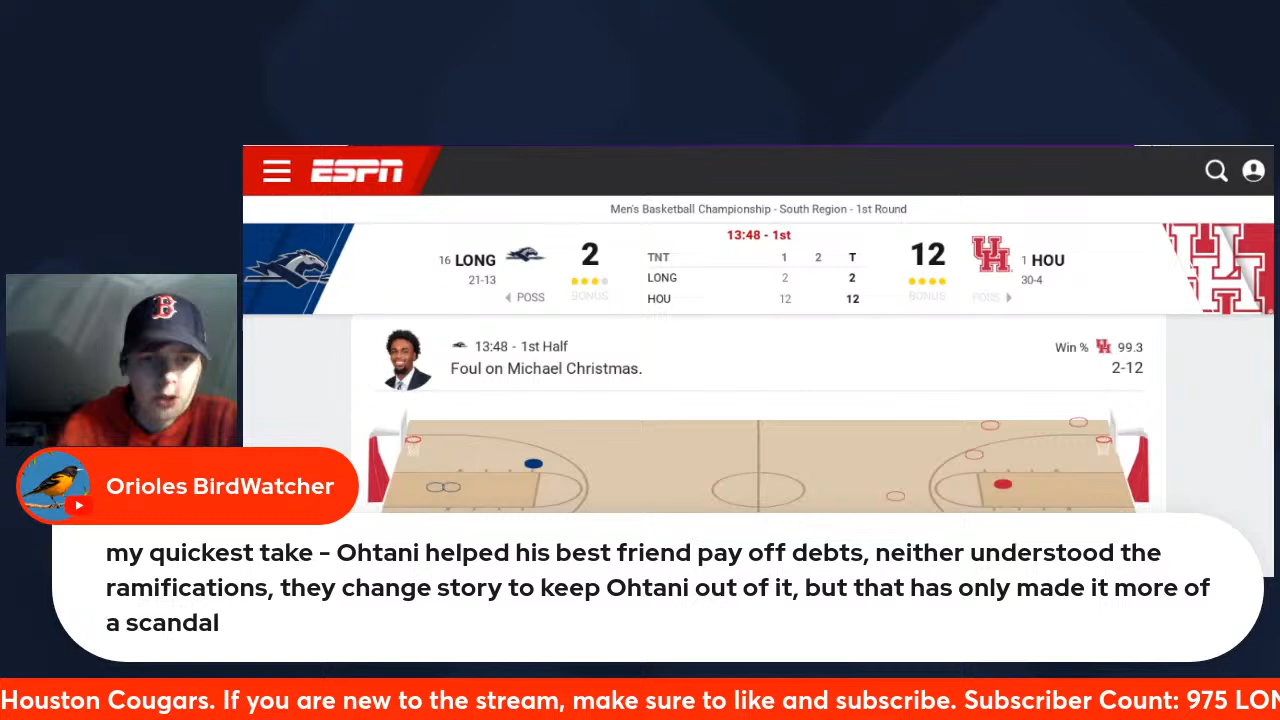 ESPN
Men's Basketball Championship - South Region - 1st Round
13:48 - 1st
16 LONG
21-13
2
BONUS
POSS
TNT 1 2 T
LONG 2 2
HOU 12 12
12
BONUS
1 HOU
30-4
POSS
13:48 - 1st Half
Foul on Michael Christmas.
Win % 99.3
2-12
B
Orioles BirdWatcher
my quickest take - Ohtani helped his best friend pay off debts, neither understood the
ramifications, they change story to keep Ohtani out of it, but that has only made it more of
a scandal
Houston Cougars. If you are new to the stream, make sure to like and subscribe. Subscriber Count: 975 LON